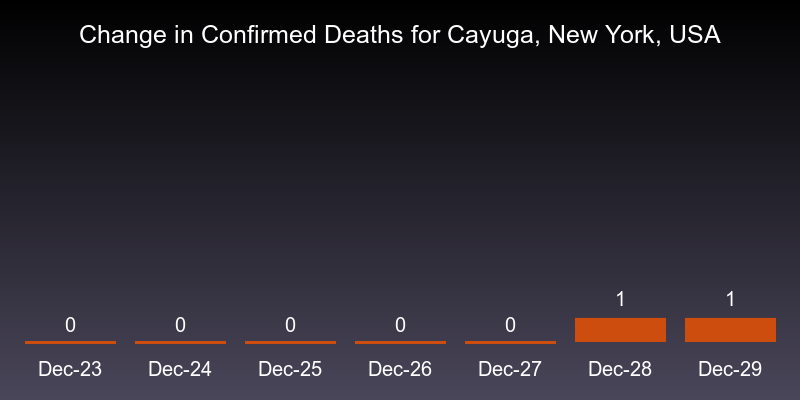 Change in Confirmed Deaths for Cayuga, New York, USA
0 0 0 0 0 1 1
Dec-23 Dec-24 Dec-25 Dec-26 Dec-27 Dec-28 Dec-29